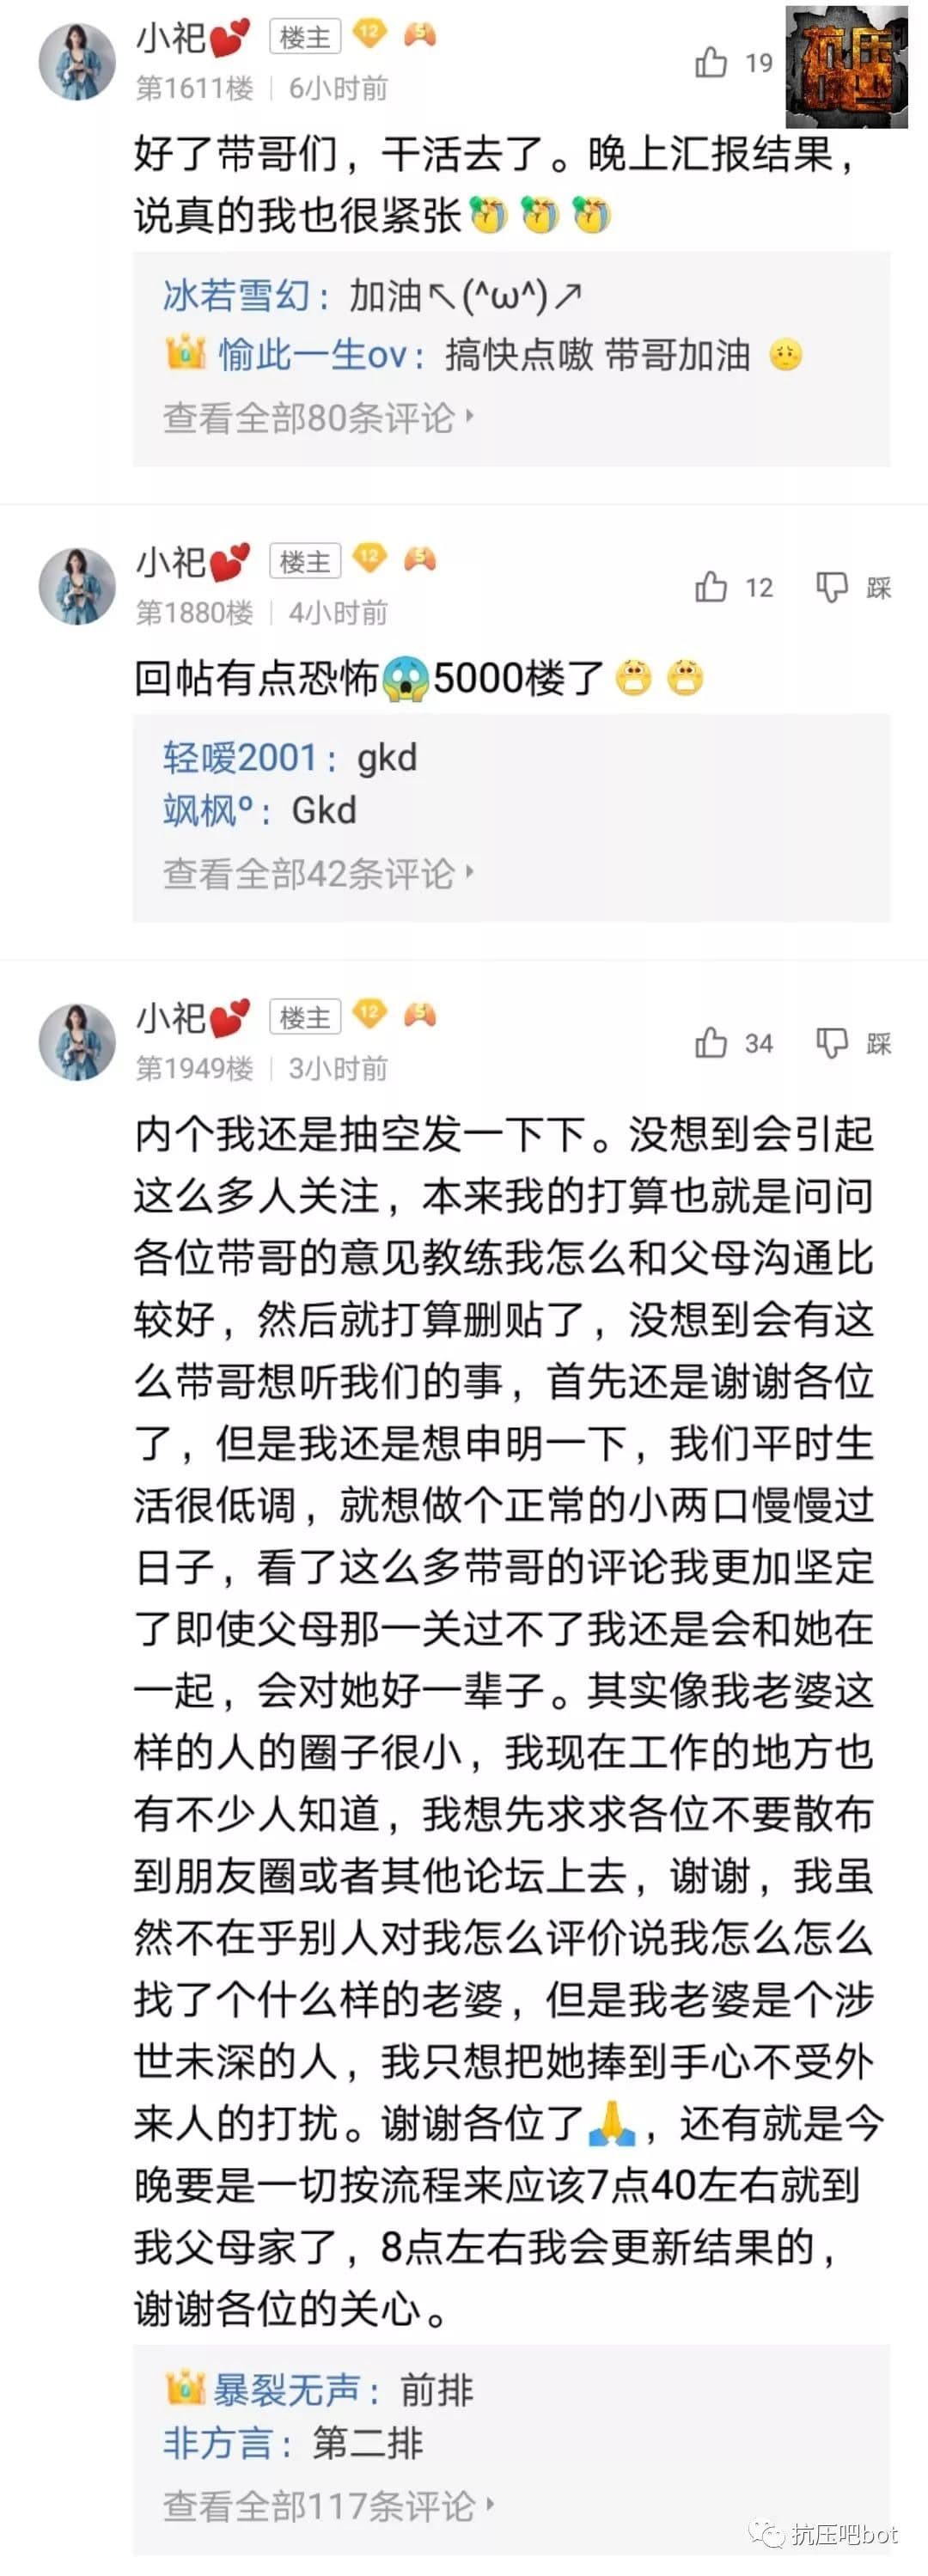 小祀 楼主 12 5
第1611楼 | 6小时前
19
抗压吧
好了带哥们，干活去了。晚上汇报结果，
说真的我也很紧张
冰若雪幻：加油↖(^ω^)↗
愉此一生ov：搞快点嗷 带哥加油
查看全部80条评论
小祀 楼主 12 5
第1880楼 | 4小时前
12 踩
回帖有点恐怖😱5000楼了
轻嗳2001：gkd
飒枫º：Gkd
查看全部42条评论
小祀 楼主 12 5
第1949楼 | 3小时前
34 踩
内个我还是抽空发一下下。没想到会引起
这么多人关注，本来我的打算也就是问问
各位带哥的意见教练我怎么和父母沟通比
较好，然后就打算删贴了，没想到会有这
么带哥想听我们的事，首先还是谢谢各位
了，但是我还是想申明一下，我们平时生
活很低调，就想做个正常的小两口慢慢过
日子，看了这么多带哥的评论我更加坚定
了即使父母那一关过不了我还是会和她在
一起，会对她好一辈子。其实像我老婆这
样的人的圈子很小，我现在工作的地方也
有不少人知道，我想先求求各位不要散布
到朋友圈或者其他论坛上去，谢谢，我虽
然不在乎别人对我怎么评价说我怎么怎么
找了个什么样的老婆，但是我老婆是个涉
世未深的人，我只想把她捧到手心不受外
来人的打扰。谢谢各位了🙏，还有就是今
晚要是一切按流程来应该7点40左右就到
我父母家了，8点左右我会更新结果的，
谢谢各位的关心。
暴裂无声：前排
非方言：第二排
查看全部117条评论
抗压吧bot